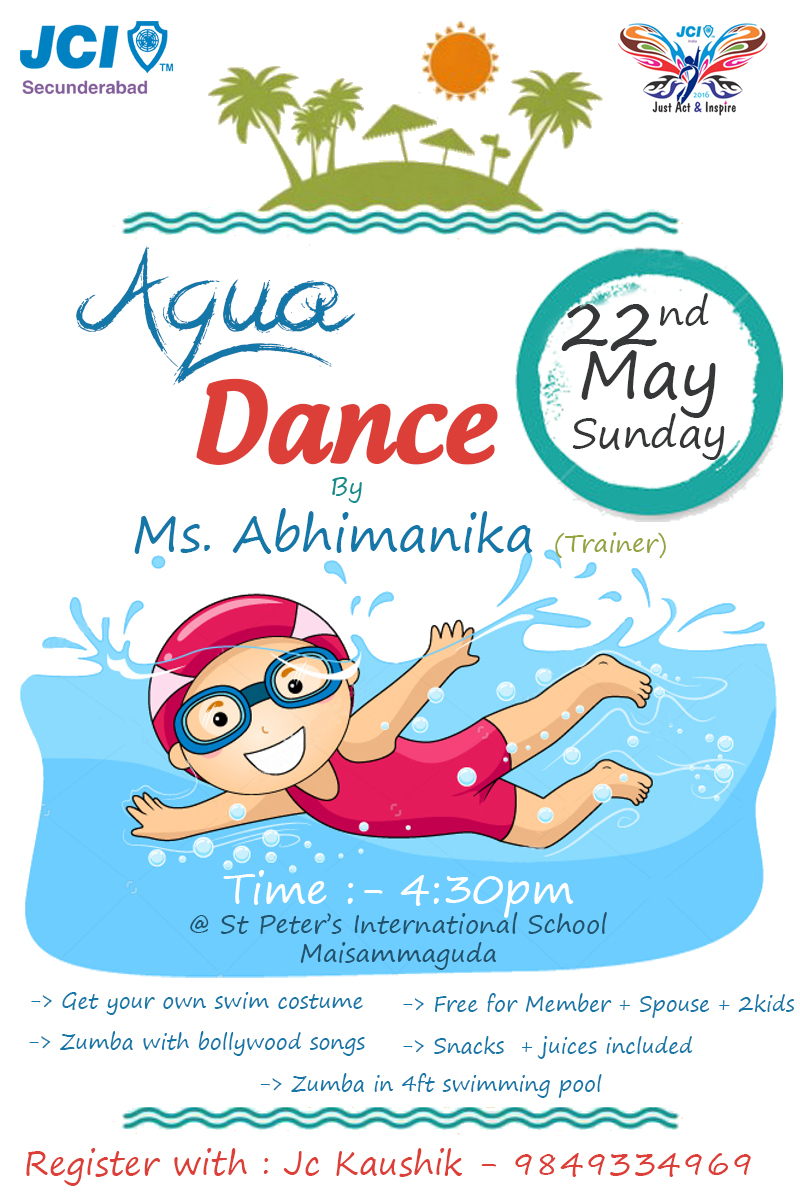 JCI TM
Secunderabad
JCI
India
2016
Just Act & Inspire
Aqua
Dance
22nd
May
Sunday
By
Ms. Abhimanika (Trainer)
Time :- 4:30pm
@ St Peter's International School
Maisammaguda
-> Get your own swim costume
-> Free for Member + Spouse + 2kids
-> Zumba with bollywood songs
-> Snacks + juices included
-> Zumba in 4ft swimming pool
Register with : Jc Kaushik - 9849334969